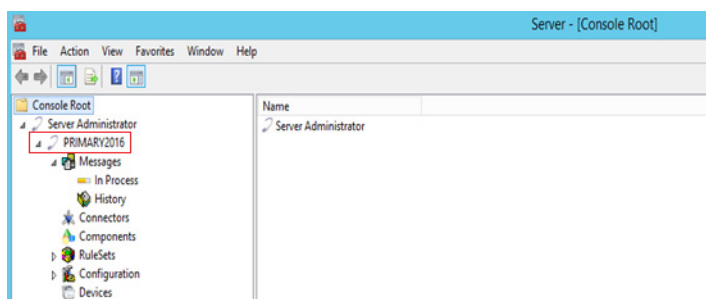 Server - [Console Root]
File Action View Favorites Window Help
Console Root
Server Administrator
PRIMARY2016
Messages
In Process
History
Connectors
Components
RuleSets
Configuration
Devices
Name
Server Administrator